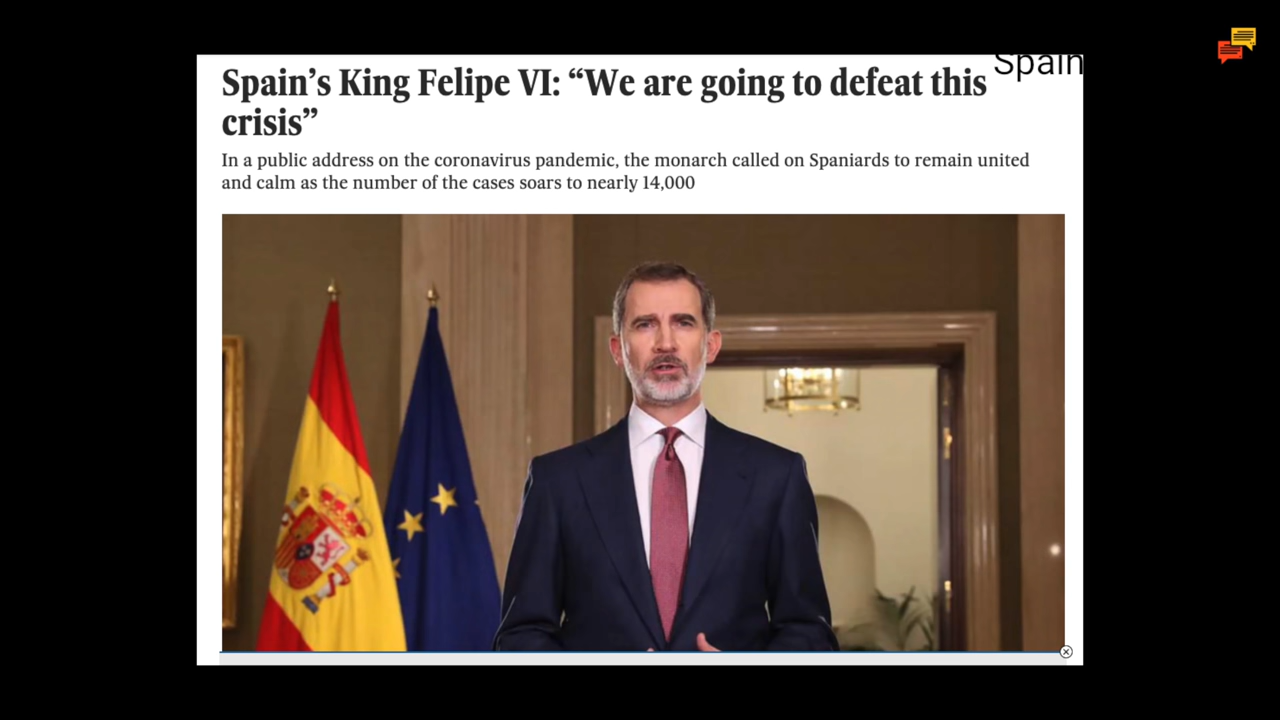 Spain
Spain’s King Felipe VI: “We are going to defeat this
crisis”
In a public address on the coronavirus pandemic, the monarch called on Spaniards to remain united
and calm as the number of the cases soars to nearly 14,000